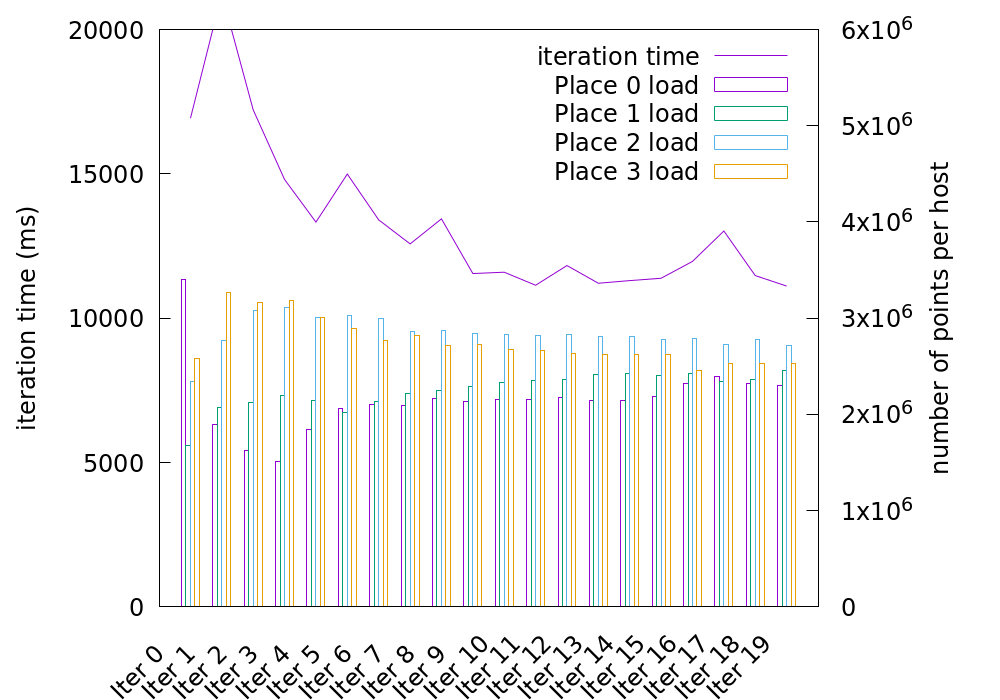 20000
15000
10000
5000
0
iteration time (ms)
6x10⁶
5x10⁶
4x10⁶
3x10⁶
2x10⁶
1x10⁶
0
number of points per host
iteration time
Place 0 load
Place 1 load
Place 2 load
Place 3 load
Iter 0
Iter 1
Iter 2
Iter 3
Iter 4
Iter 5
Iter 6
Iter 7
Iter 8
Iter 9
Iter 10
Iter 11
Iter 12
Iter 13
Iter 14
Iter 15
Iter 16
Iter 17
Iter 18
Iter 19